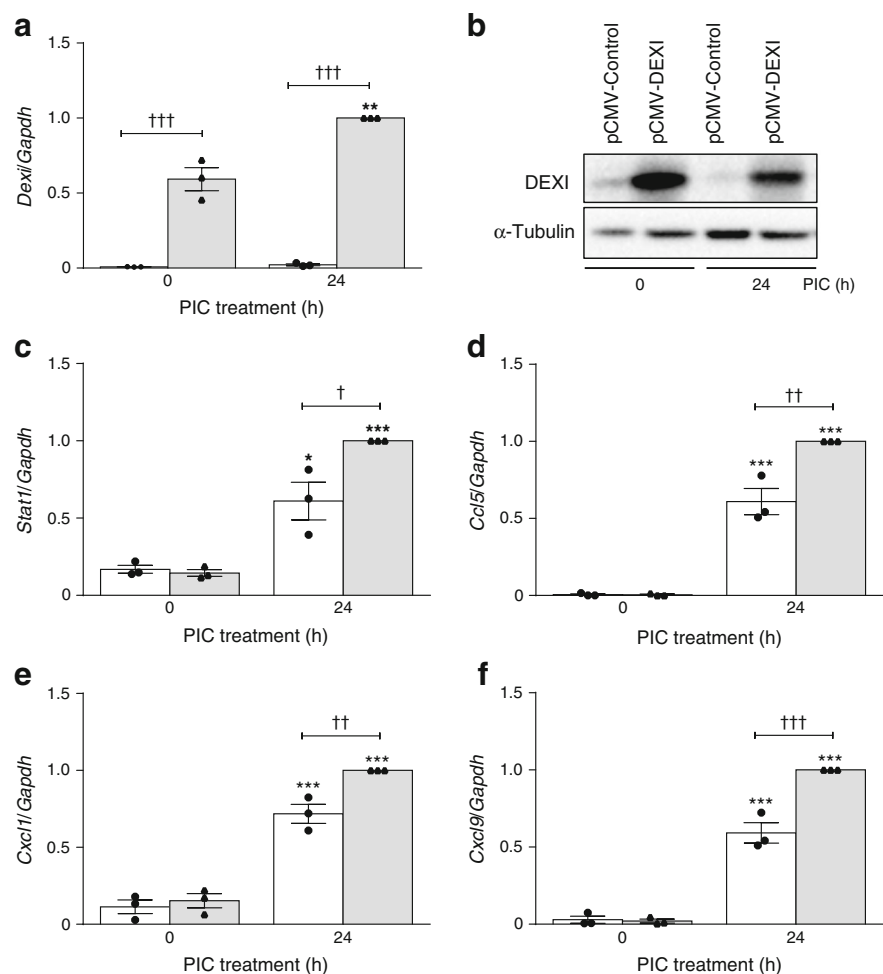 a
1.5
1.0
0.5
0
Dexi/Gapdh
†††
†††
**
0
24
PIC treatment (h)
b
pCMV-Control
pCMV-DEXI
pCMV-Control
pCMV-DEXI
DEXI
α-Tubulin
0
24
PIC (h)
c
1.5
1.0
0.5
0
Stat1/Gapdh
†
*
***
0
24
PIC treatment (h)
d
1.5
1.0
0.5
0
Ccl5/Gapdh
††
***
***
0
24
PIC treatment (h)
e
1.5
1.0
0.5
0
Cxcl1/Gapdh
††
***
***
0
24
PIC treatment (h)
f
1.5
1.0
0.5
0
Cxcl9/Gapdh
†††
***
***
0
24
PIC treatment (h)